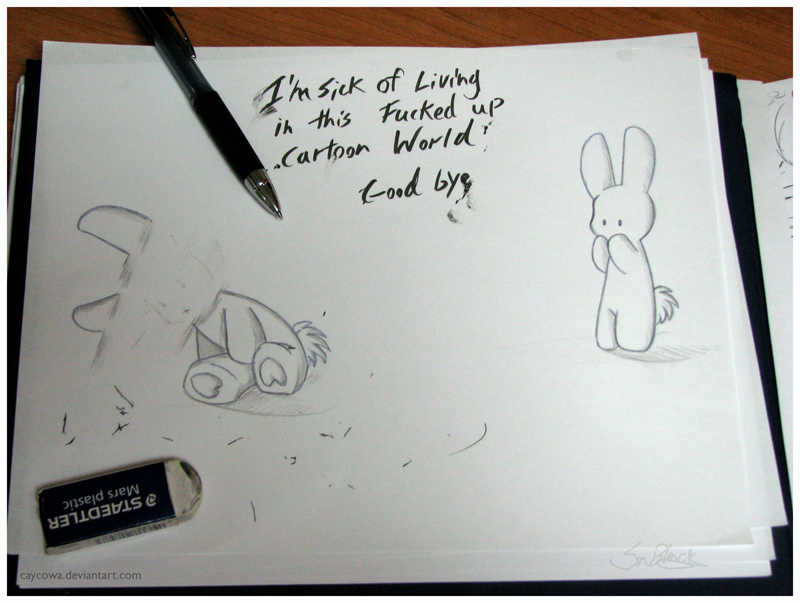 I'm sick of Living
in this Fucked up
..Cartoon World!
Good bye
STAEDTLER
Mars plastic
caycowa.deviantart.com